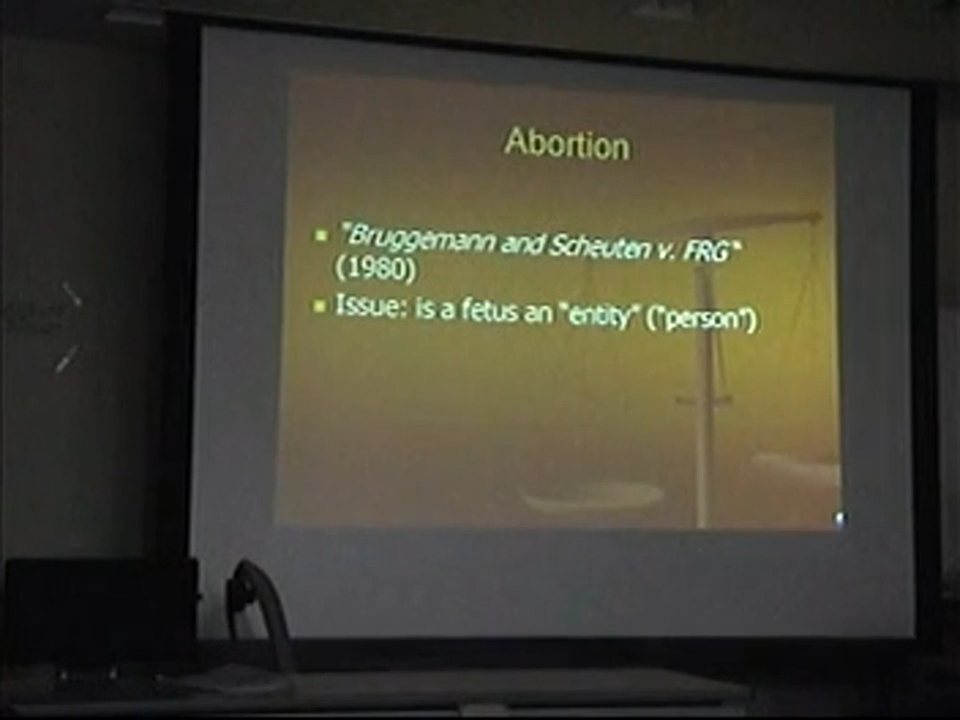 Abortion
"Bruggemann and Scheuten v. FRG"
(1980)
Issue: is a fetus an "entity" ("person")